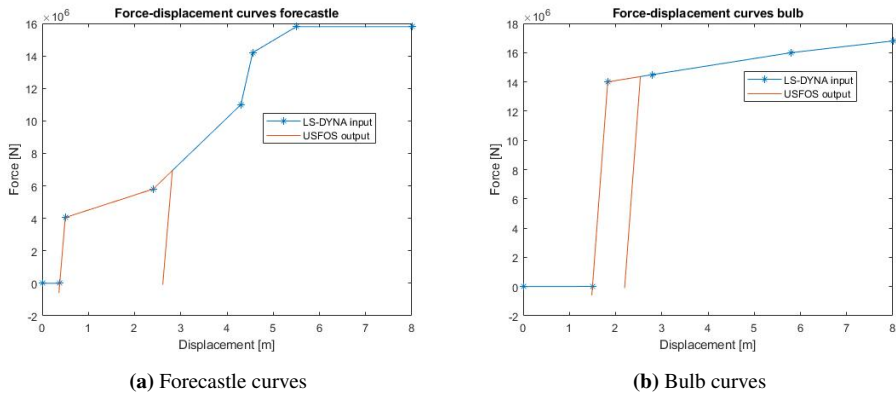 Force-displacement curves forecastle
×10⁶
16
14
12
10
8
6
4
2
0
-2
0 1 2 3 4 5 6 7 8
Force [N]
Displacement [m]
LS-DYNA input
USFOS output
(a) Forecastle curves
Force-displacement curves bulb
×10⁶
18
16
14
12
10
8
6
4
2
0
-2
0 1 2 3 4 5 6 7 8
Force [N]
Displacement [m]
LS-DYNA input
USFOS output
(b) Bulb curves